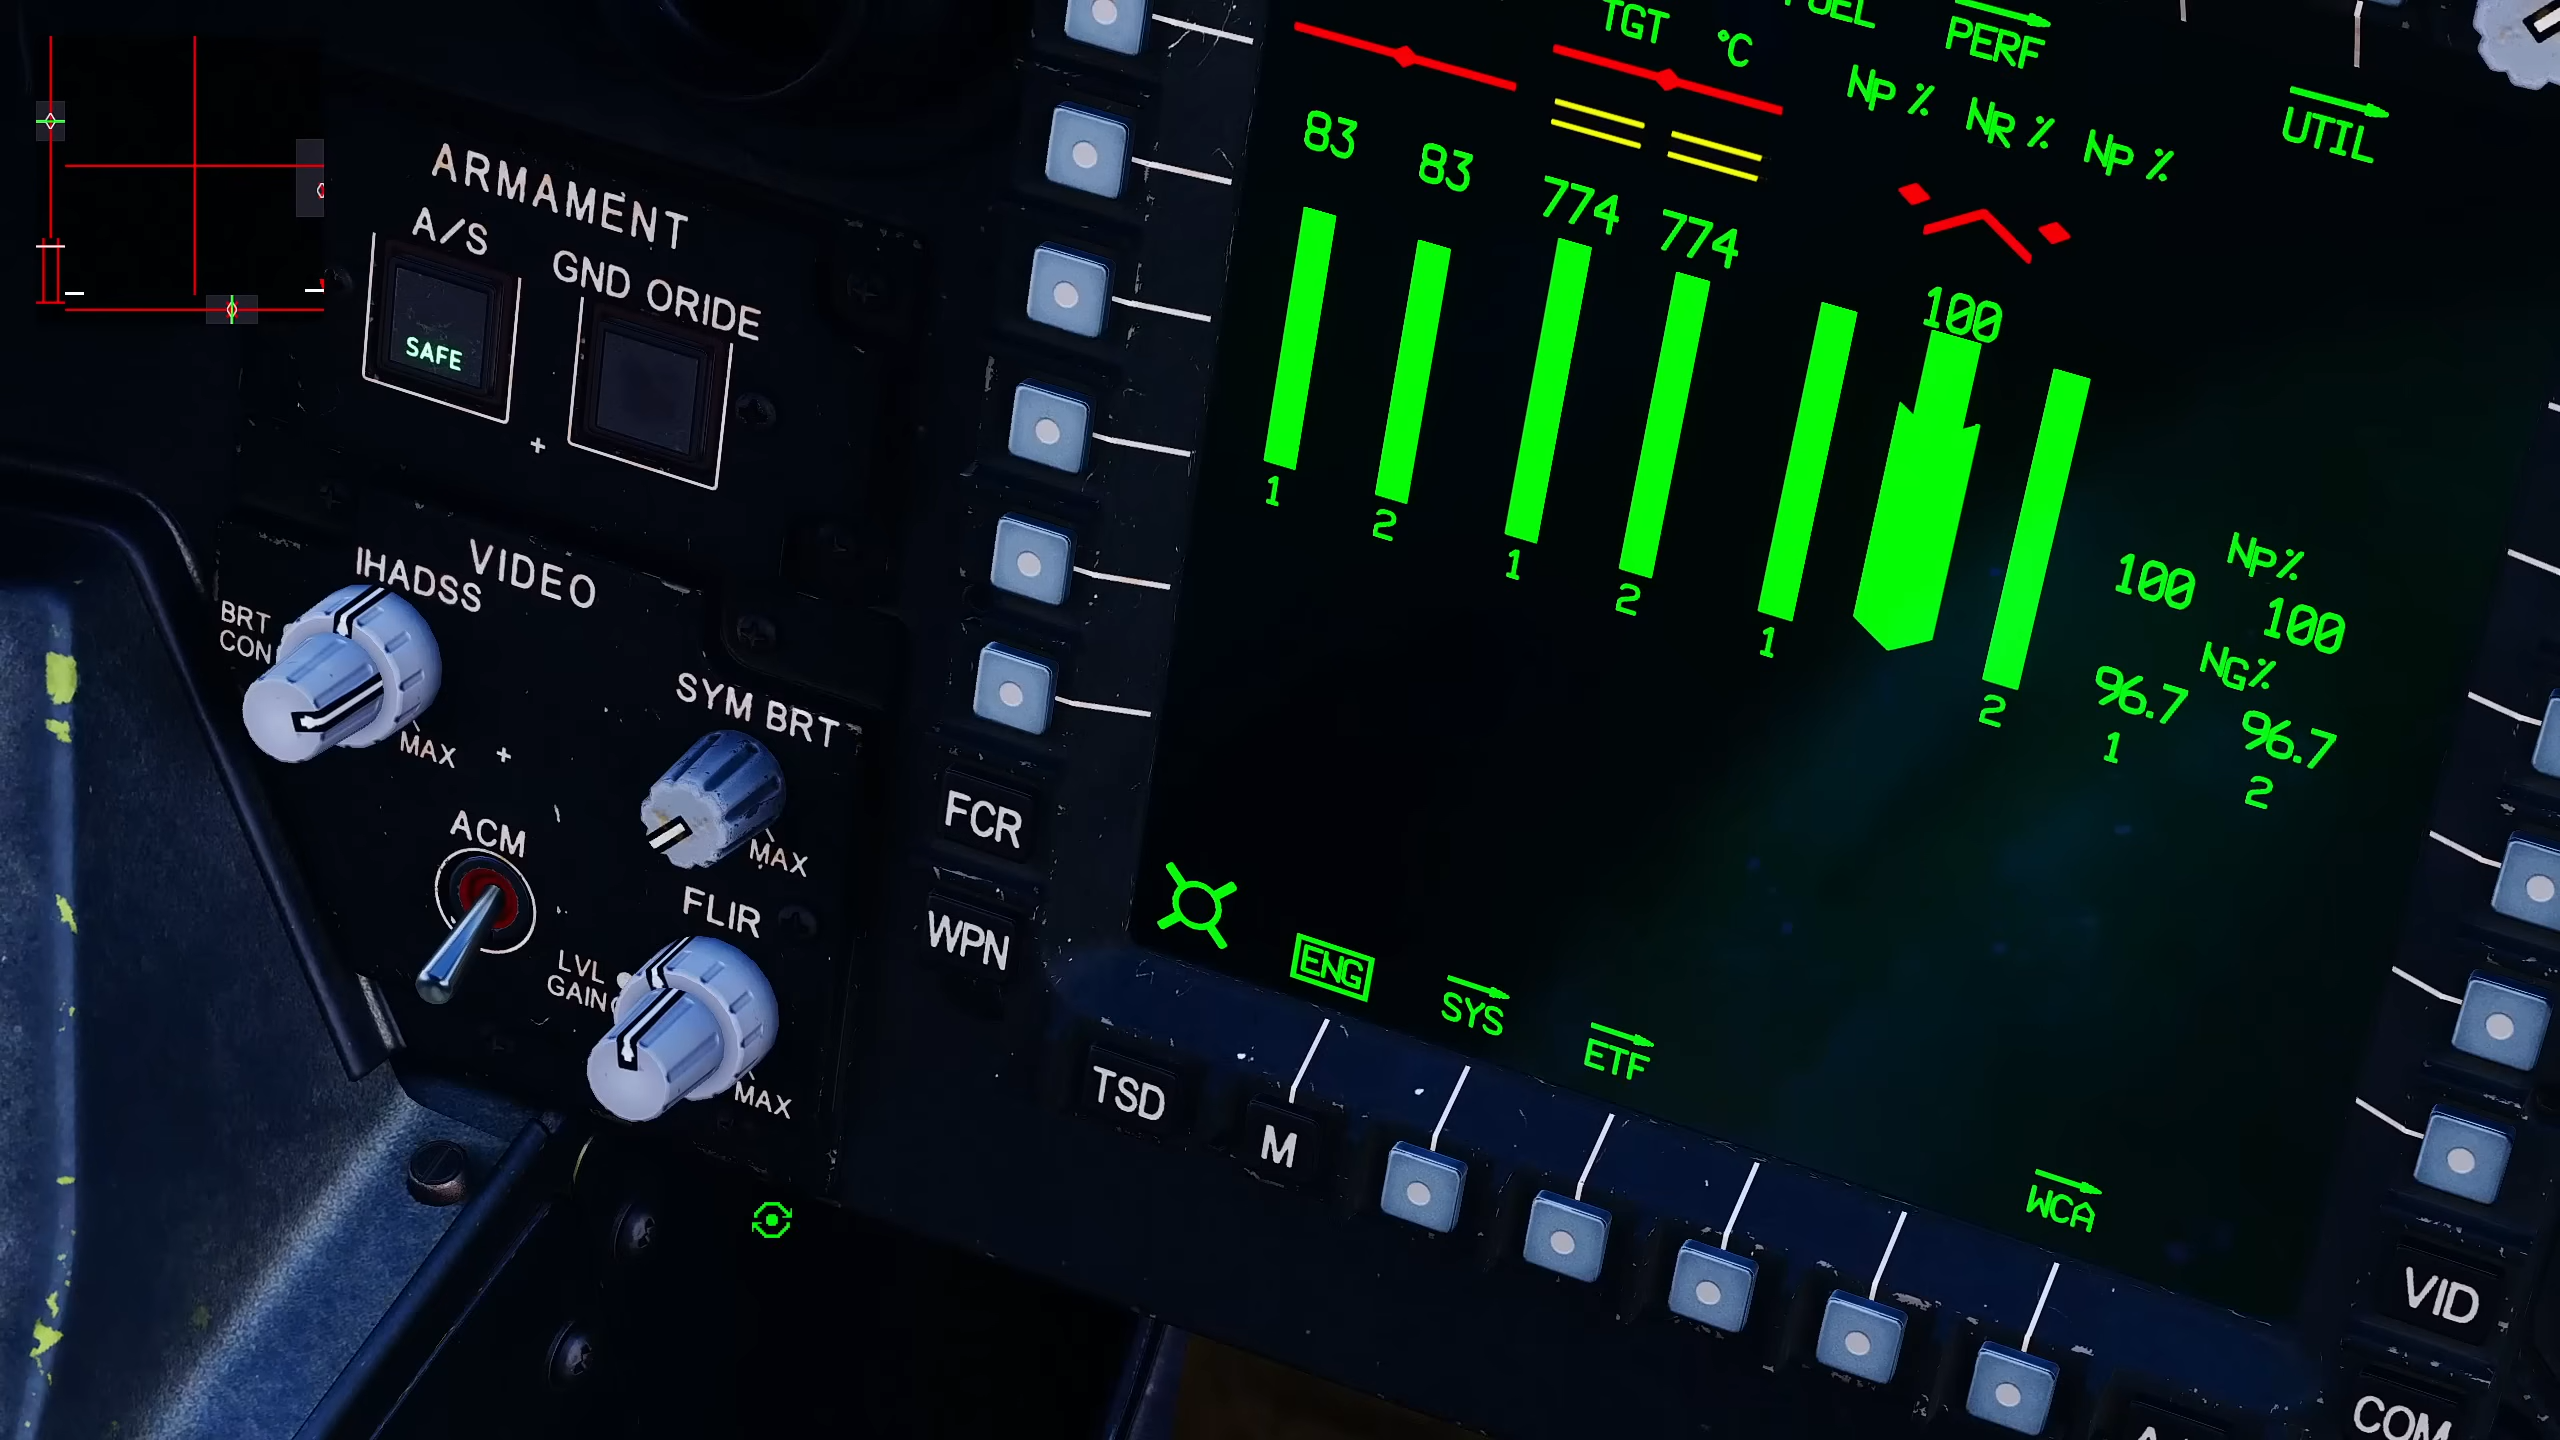 ARMAMENT
A/S
GND ORIDE
SAFE
VIDEO
IHADSS
BRT
CON
MAX
SYM BRT
MAX
ACM
FLIR
LVL
GAIN
MAX
FCR
WPN
TSD
M
VID
COM
TGT °C
PERF
UTIL
NP % NR % NP %
83 83 774 774
100
1 2 1 2 1 2
NP%
100 100
NG%
96.7 96.7
1 2
ENG
SYS
ETF
WCA